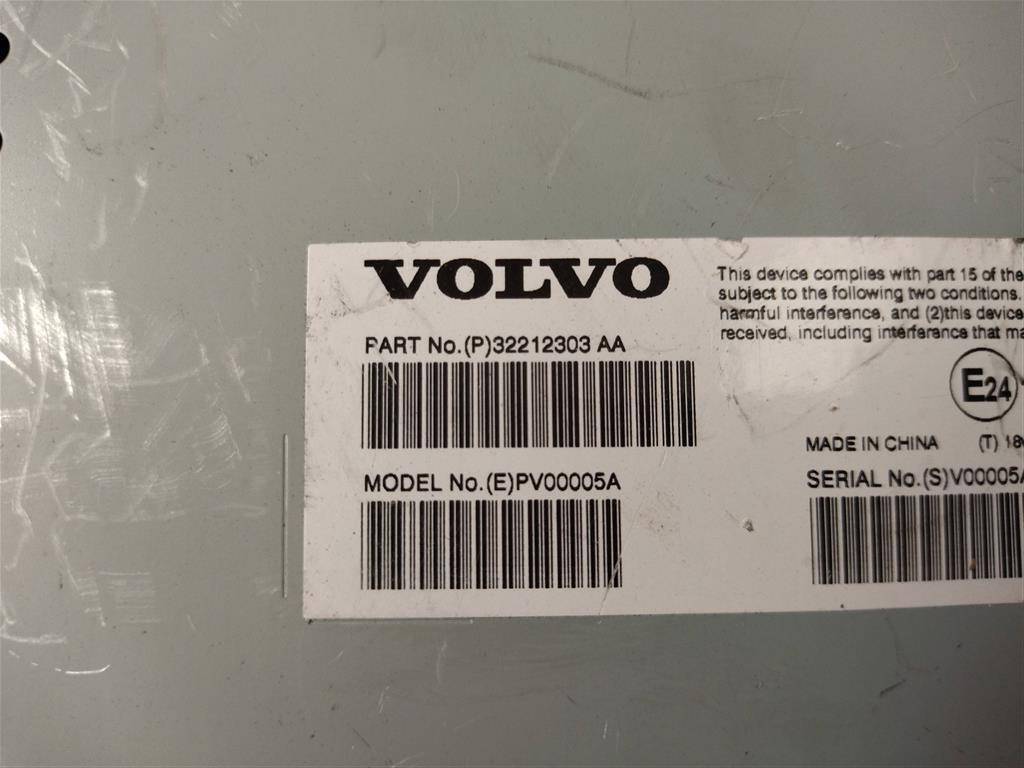 VOLVO
This device complies with part 15 of the
subject to the following two conditions.
harmful interference, and (2)this device
received, including interference that
PART No.(P)32212303 AA
E24
MADE IN CHINA (T)
MODEL No.(E)PV00005A
SERIAL No.(S)V00005A